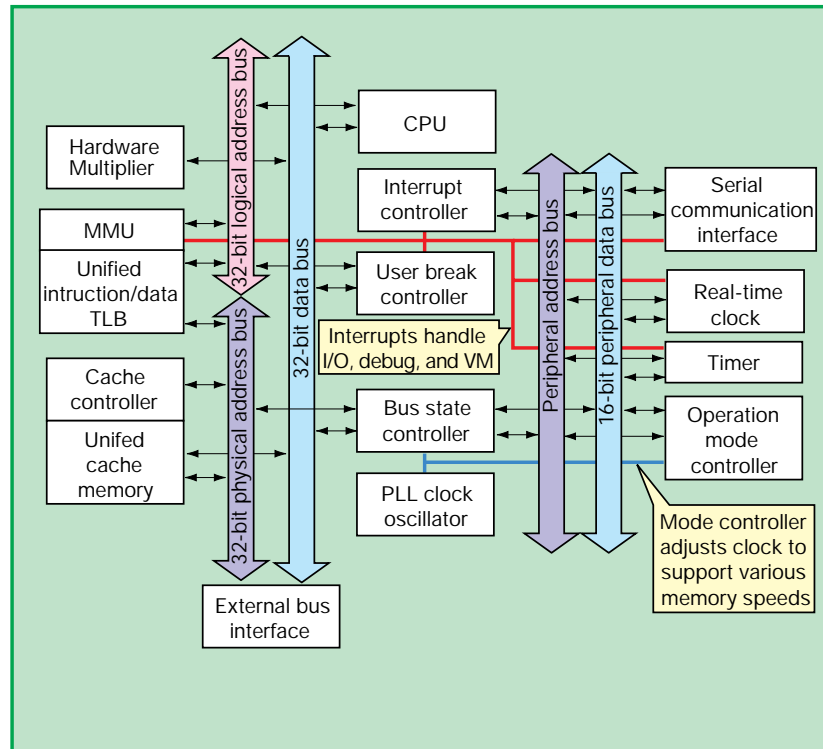 32-bit logical address bus
32-bit data bus
CPU
Hardware
Multiplier
Interrupt
controller
Peripheral address bus
16-bit peripheral data bus
Serial
communication
interface
MMU
Unified
intruction/data
TLB
User break
controller
Real-time
clock
Interrupts handle
I/O, debug, and VM
Timer
32-bit physical address bus
Cache
controller
Unifed
cache
memory
Bus state
controller
Operation
mode
controller
PLL clock
oscillator
Mode controller
adjusts clock to
support various
memory speeds
External bus
interface